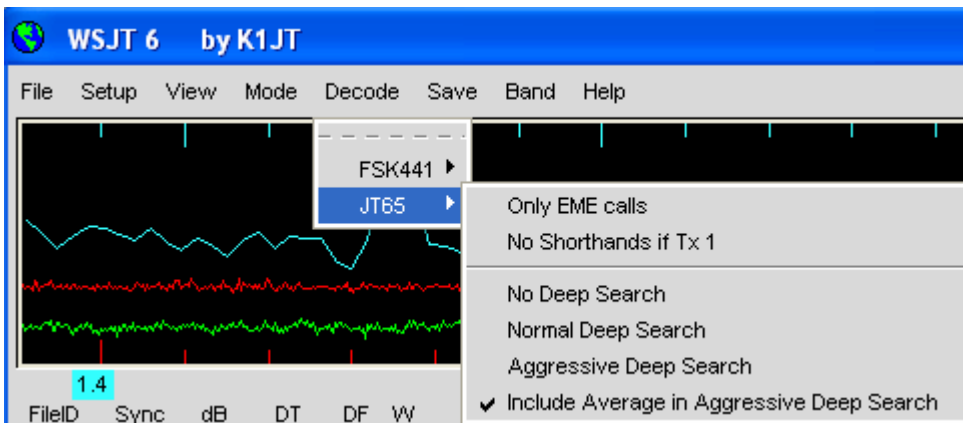 WSJT 6 by K1JT
File Setup View Mode Decode Save Band Help
FSK441
JT65
Only EME calls
No Shorthands if Tx 1
No Deep Search
Normal Deep Search
Aggressive Deep Search
Include Average in Aggressive Deep Search
1.4
FileID Sync dB DT DF W